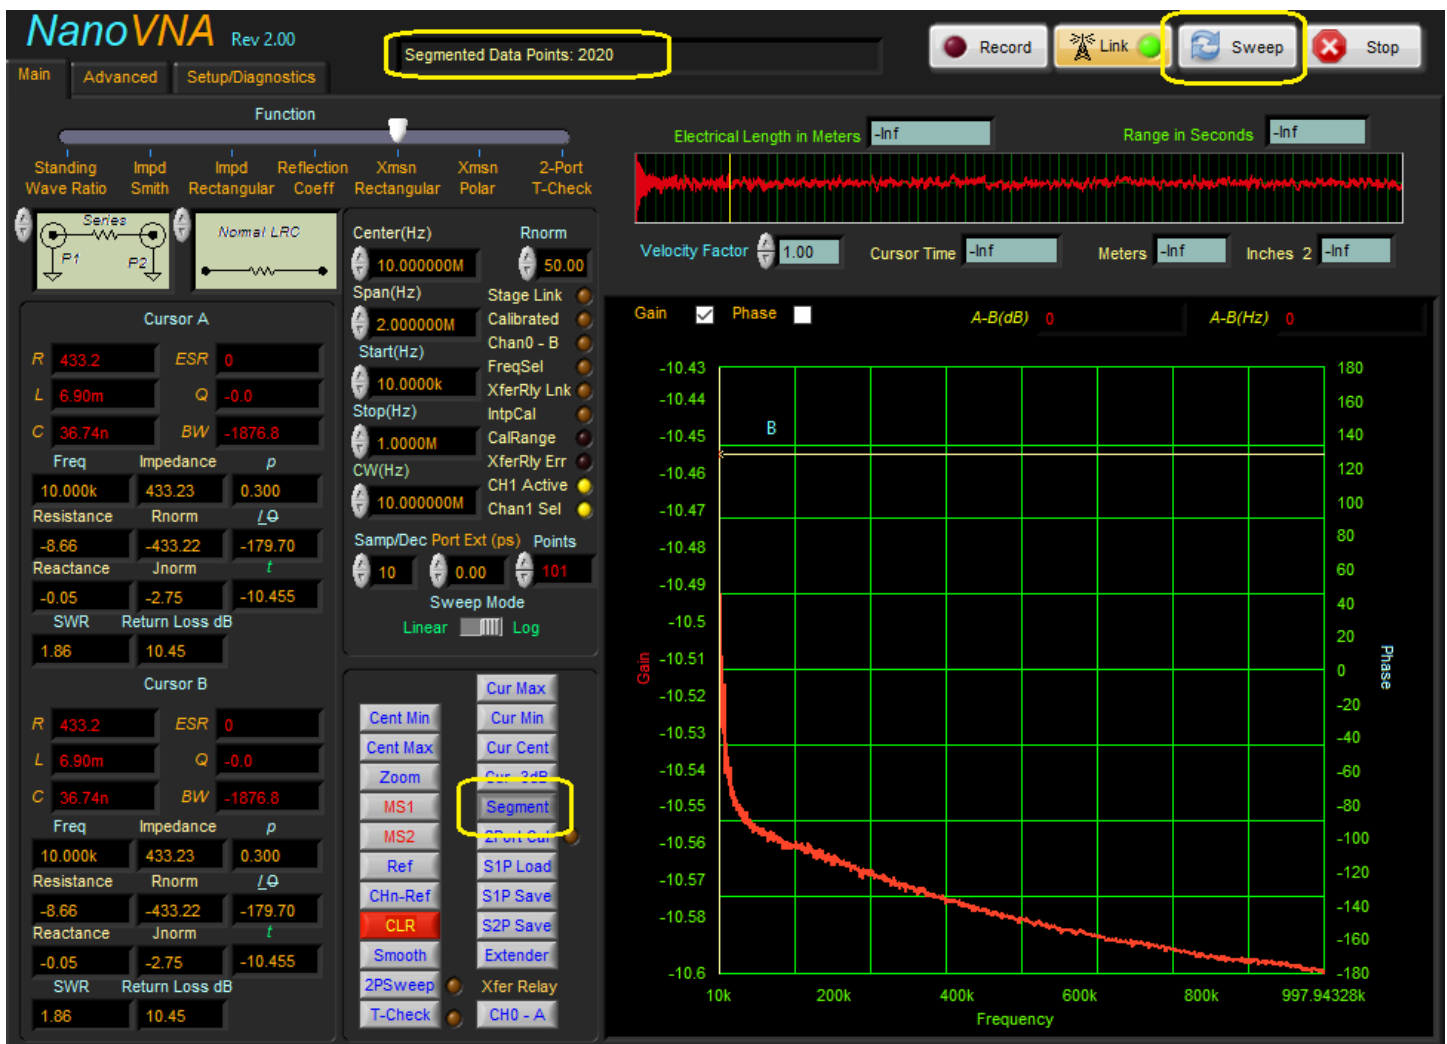 NanoVNA Rev 2.00
Segmented Data Points: 2020
Record
Link
Sweep
Stop
Main
Advanced
Setup/Diagnostics
Function
Standing Wave Ratio
Impd Smith
Impd Rectangular
Reflection Coeff
Xmsn Rectangular
Xmsn Polar
2-Port T-Check
Series
P1
P2
Normal LRC
Cursor A
R 433.2 ESR 0
L 6.90m Q -0.0
C 36.74n BW -1876.8
Freq Impedance p
10.000k 433.23 0.300
Resistance Rnorm /Θ
-8.66 -433.22 -179.70
Reactance Jnorm t
-0.05 -2.75 -10.455
SWR Return Loss dB
1.86 10.45
Cursor B
R 433.2 ESR 0
L 6.90m Q -0.0
C 36.74n BW -1876.8
Freq Impedance p
10.000k 433.23 0.300
Resistance Rnorm /Θ
-8.66 -433.22 -179.70
Reactance Jnorm t
-0.05 -2.75 -10.455
SWR Return Loss dB
1.86 10.45
Center(Hz) Rnorm
10.000000M 50.00
Span(Hz)
2.000000M
Start(Hz)
10.0000k
Stop(Hz)
1.0000M
CW(Hz)
10.000000M
Stage Link
Calibrated
Chan0 - B
FreqSel
XferRly Lnk
IntpCal
CalRange
XferRly Err
CH1 Active
Chan1 Sel
Samp/Dec Port Ext (ps) Points
10 0.00 101
Sweep Mode
Linear Log
Cent Min
Cent Max
Zoom
MS1
MS2
Ref
CHn-Ref
CLR
Smooth
2PSweep
T-Check
Cur Max
Cur Min
Cur Cent
Cur -3dB
Segment
2Port Cal
S1P Load
S1P Save
S2P Save
Extender
Xfer Relay
CH0 - A
Electrical Length in Meters -Inf
Range in Seconds -Inf
Velocity Factor 1.00
Cursor Time -Inf
Meters -Inf
Inches 2 -Inf
Gain Phase
A-B(dB) 0
A-B(Hz) 0
B
Gain
-10.43
-10.44
-10.45
-10.46
-10.47
-10.48
-10.49
-10.5
-10.51
-10.52
-10.53
-10.54
-10.55
-10.56
-10.57
-10.58
-10.6
180
160
140
120
100
80
60
40
20
0
-20
-40
-60
-80
-100
-120
-140
-160
-180
Phase
10k 200k 400k 600k 800k 997.94328k
Frequency